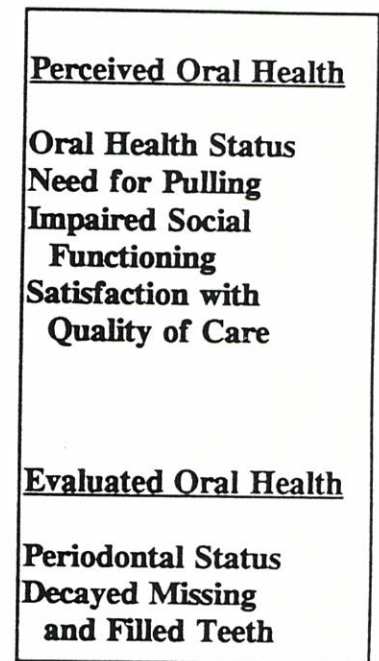 Perceived Oral Health
Oral Health Status
Need for Pulling
Impaired Social
Functioning
Satisfaction with
Quality of Care
Evaluated Oral Health
Periodontal Status
Decayed Missing
and Filled Teeth